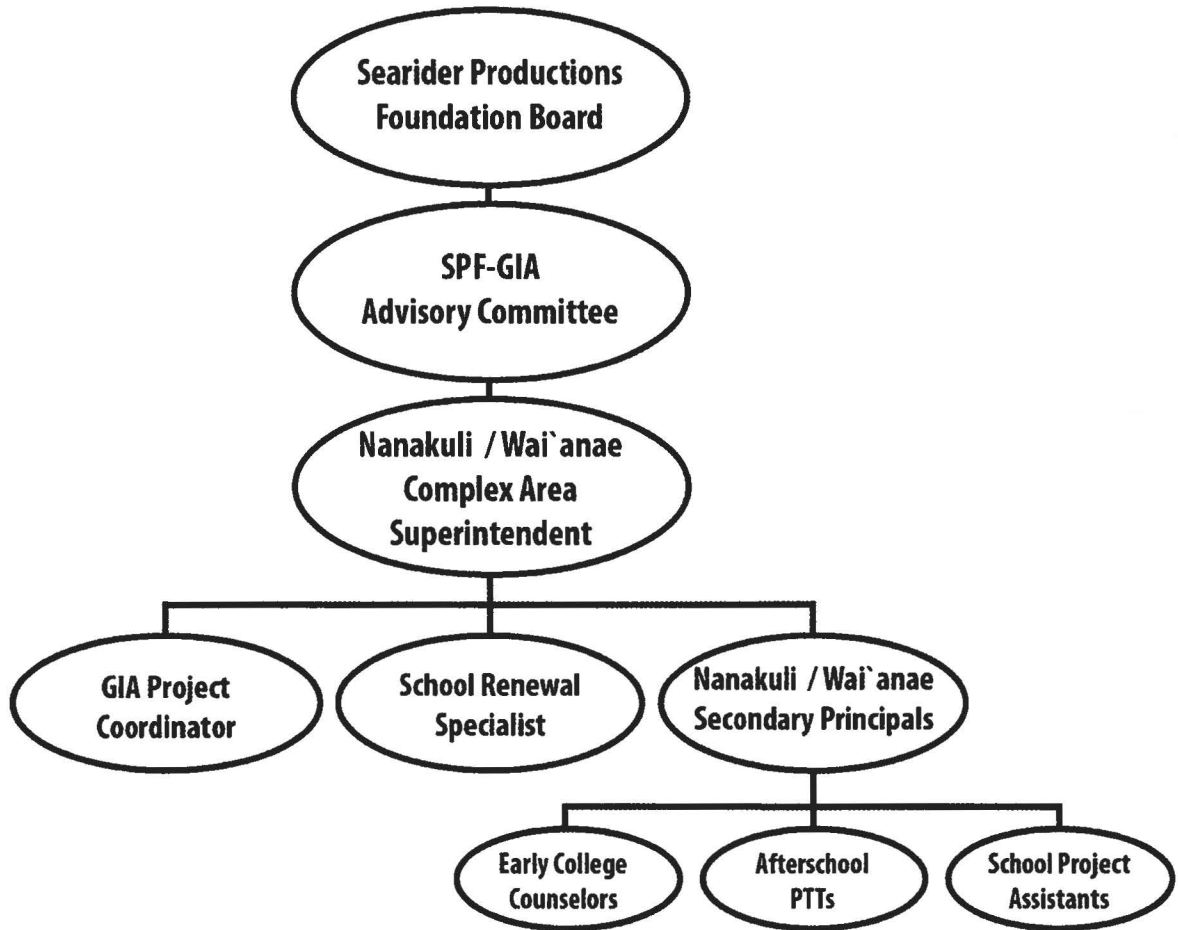 Searider Productions
Foundation Board
SPF-GIA
Advisory Committee
Nanakuli / Wai`anae
Complex Area
Superintendent
GIA Project
Coordinator
School Renewal
Specialist
Nanakuli / Wai`anae
Secondary Principals
Early College
Counselors
Afterschool
PTTs
School Project
Assistants